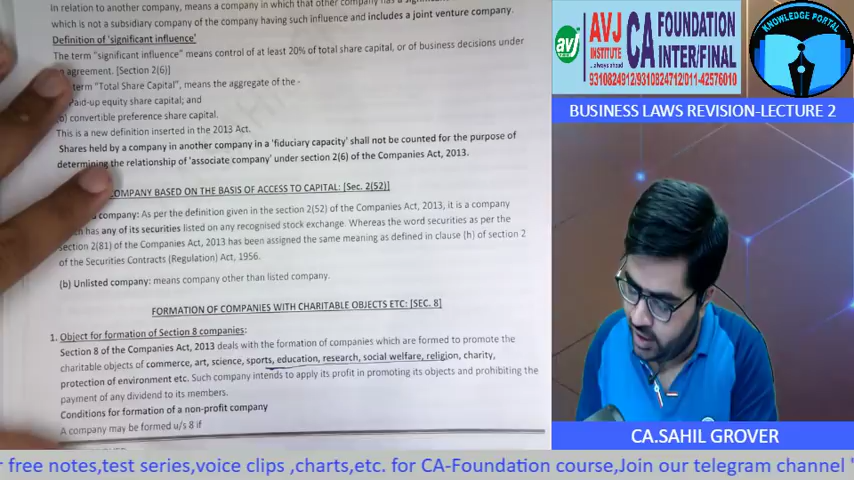 In relation to another company, means a company in which that other company has a
which is not a subsidiary company of the company having such influence and includes a joint venture company.
Definition of 'significant influence'
The term "significant influence" means control of at least 20% of total share capital, or of business decisions under
agreement. [Section 2(6)]
term "Total Share Capital", means the aggregate of the -
Paid-up equity share capital; and
(b) convertible preference share capital.
This is a new definition inserted in the 2013 Act.
Shares held by a company in another company in a 'fiduciary capacity' shall not be counted for the purpose of
determining the relationship of 'associate company' under section 2(6) of the Companies Act, 2013.
COMPANY BASED ON THE BASIS OF ACCESS TO CAPITAL: [Sec. 2(52)]
company: As per the definition given in the section 2(52) of the Companies Act, 2013, it is a company
has any of its securities listed on any recognised stock exchange. Whereas the word securities as per the
section 2(81) of the Companies Act, 2013 has been assigned the same meaning as defined in clause (h) of section 2
of the Securities Contracts (Regulation) Act, 1956.
(b) Unlisted company: means company other than listed company.
FORMATION OF COMPANIES WITH CHARITABLE OBJECTS ETC: [SEC. 8]
1. Object for formation of Section 8 companies:
Section 8 of the Companies Act, 2013 deals with the formation of companies which are formed to promote the
charitable objects of commerce, art, science, sports, education, research, social welfare, religion, charity,
protection of environment etc. Such company intends to apply its profit in promoting its objects and prohibiting the
payment of any dividend to its members.
Conditions for formation of a non-profit company
A company may be formed u/s 8 if
avj
AVJ
INSTITUTE
...always ahead
CA
FOUNDATION
INTER/FINAL
9310824912/9310824712/011-42576010
KNOWLEDGE PORTAL
BUSINESS LAWS REVISION-LECTURE 2
CA.SAHIL GROVER
free notes,test series,voice clips ,charts,etc. for CA-Foundation course,Join our telegram channel